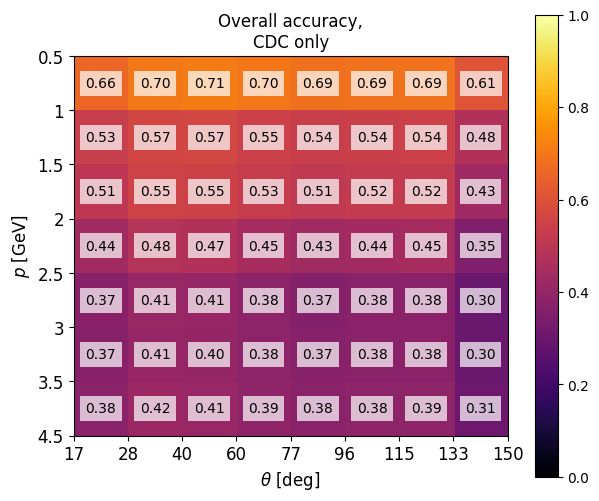 Overall accuracy,
CDC only
0.5
0.66 0.70 0.71 0.70 0.69 0.69 0.69 0.61
1
0.53 0.57 0.57 0.55 0.54 0.54 0.54 0.48
1.5
0.51 0.55 0.55 0.53 0.51 0.52 0.52 0.43
2
0.44 0.48 0.47 0.45 0.43 0.44 0.45 0.35
2.5
0.37 0.41 0.41 0.38 0.37 0.38 0.38 0.30
3
0.37 0.41 0.40 0.38 0.37 0.38 0.38 0.30
3.5
0.38 0.42 0.41 0.39 0.38 0.38 0.39 0.31
4.5
p [GeV]
17 28 40 60 77 96 115 133 150
θ [deg]
1.0
0.8
0.6
0.4
0.2
0.0